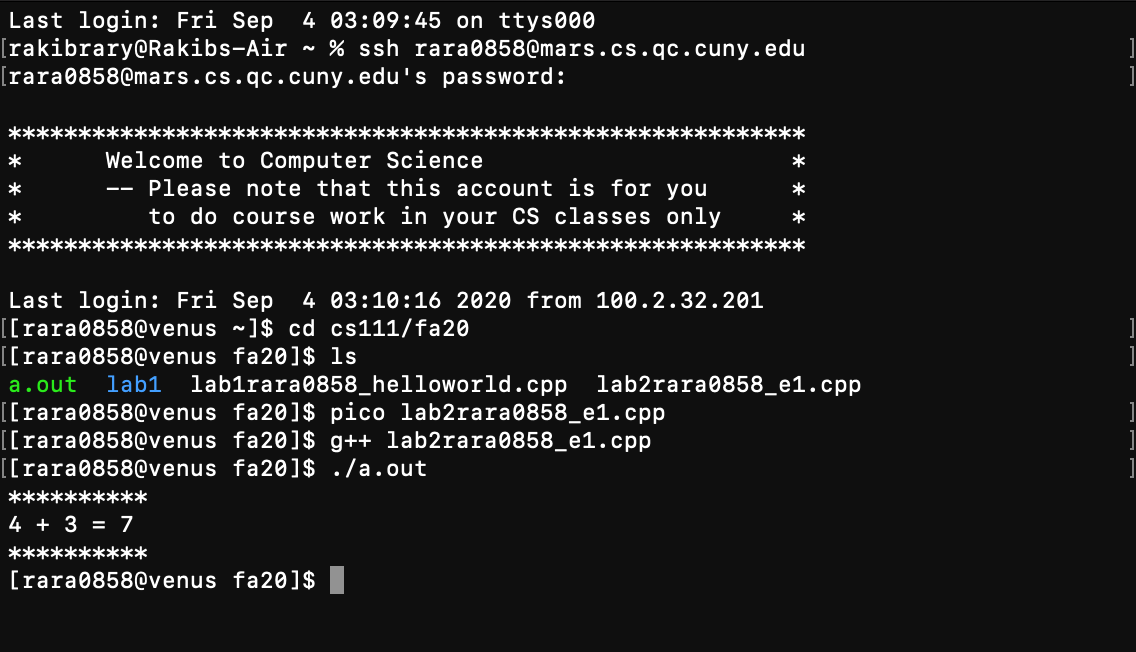 Last login: Fri Sep  4 03:09:45 on ttys000
[rakibrary@Rakibs-Air ~ % ssh rara0858@mars.cs.qc.cuny.edu ]
[rara0858@mars.cs.qc.cuny.edu's password: ]
*********************************************************
*      Welcome to Computer Science                      *
*      -- Please note that this account is for you      *
*         to do course work in your CS classes only     *
*********************************************************
Last login: Fri Sep  4 03:10:16 2020 from 100.2.32.201
[[rara0858@venus ~]$ cd cs111/fa20 ]
[[rara0858@venus fa20]$ ls ]
a.out  lab1  lab1rara0858_helloworld.cpp  lab2rara0858_e1.cpp
[[rara0858@venus fa20]$ pico lab2rara0858_e1.cpp ]
[[rara0858@venus fa20]$ g++ lab2rara0858_e1.cpp ]
[[rara0858@venus fa20]$ ./a.out ]
**********
4 + 3 = 7
**********
[rara0858@venus fa20]$